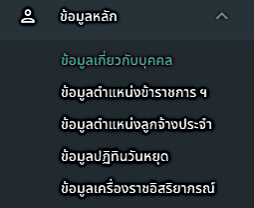 ข้อมูลหลัก
ข้อมูลเกี่ยวกับบุคคล
ข้อมูลตำแหน่งข้าราชการ ฯ
ข้อมูลตำแหน่งลูกจ้างประจำ
ข้อมูลปฏิทินวันหยุด
ข้อมูลเครื่องราชอิสริยาภรณ์